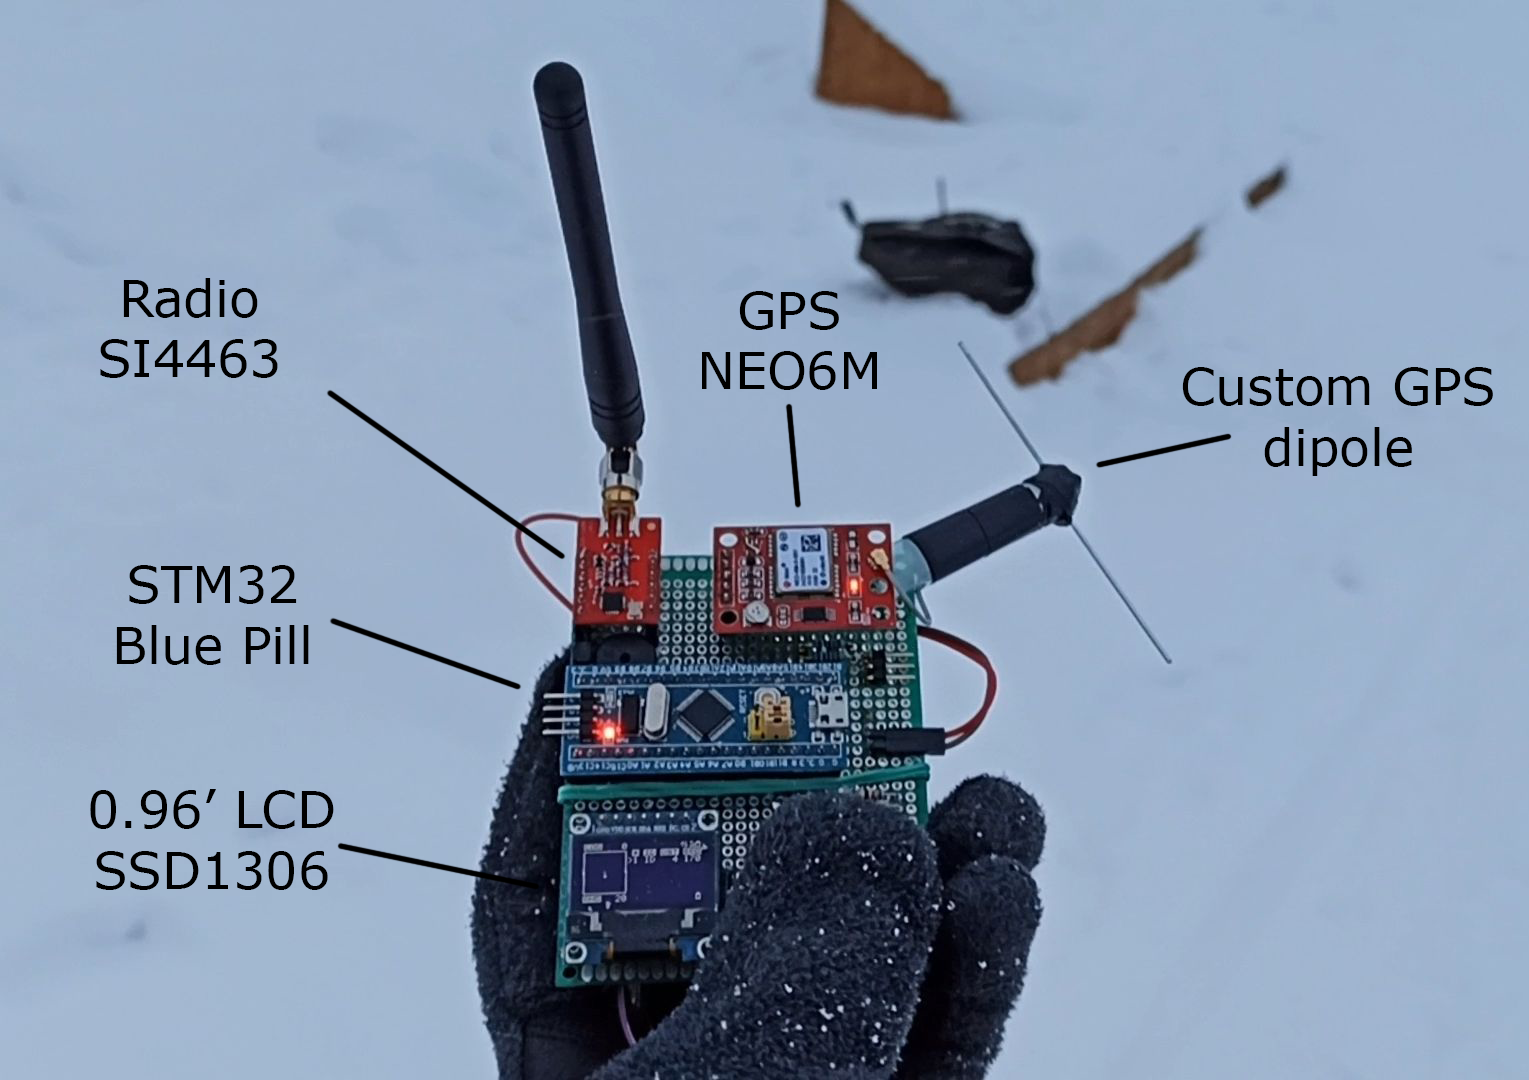 Radio
SI4463
GPS
NEO6M
Custom GPS
dipole
STM32
Blue Pill
0.96’ LCD
SSD1306